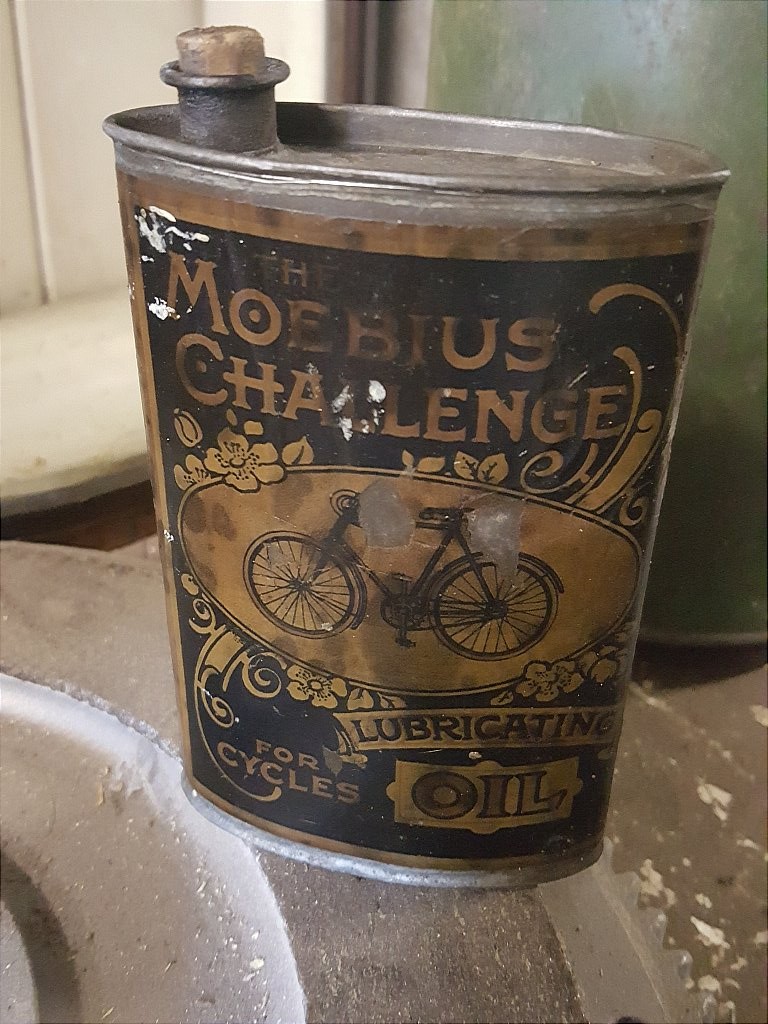 THE
MOEBIUS
CHALLENGE
LUBRICATING
FOR
CYCLES
OIL